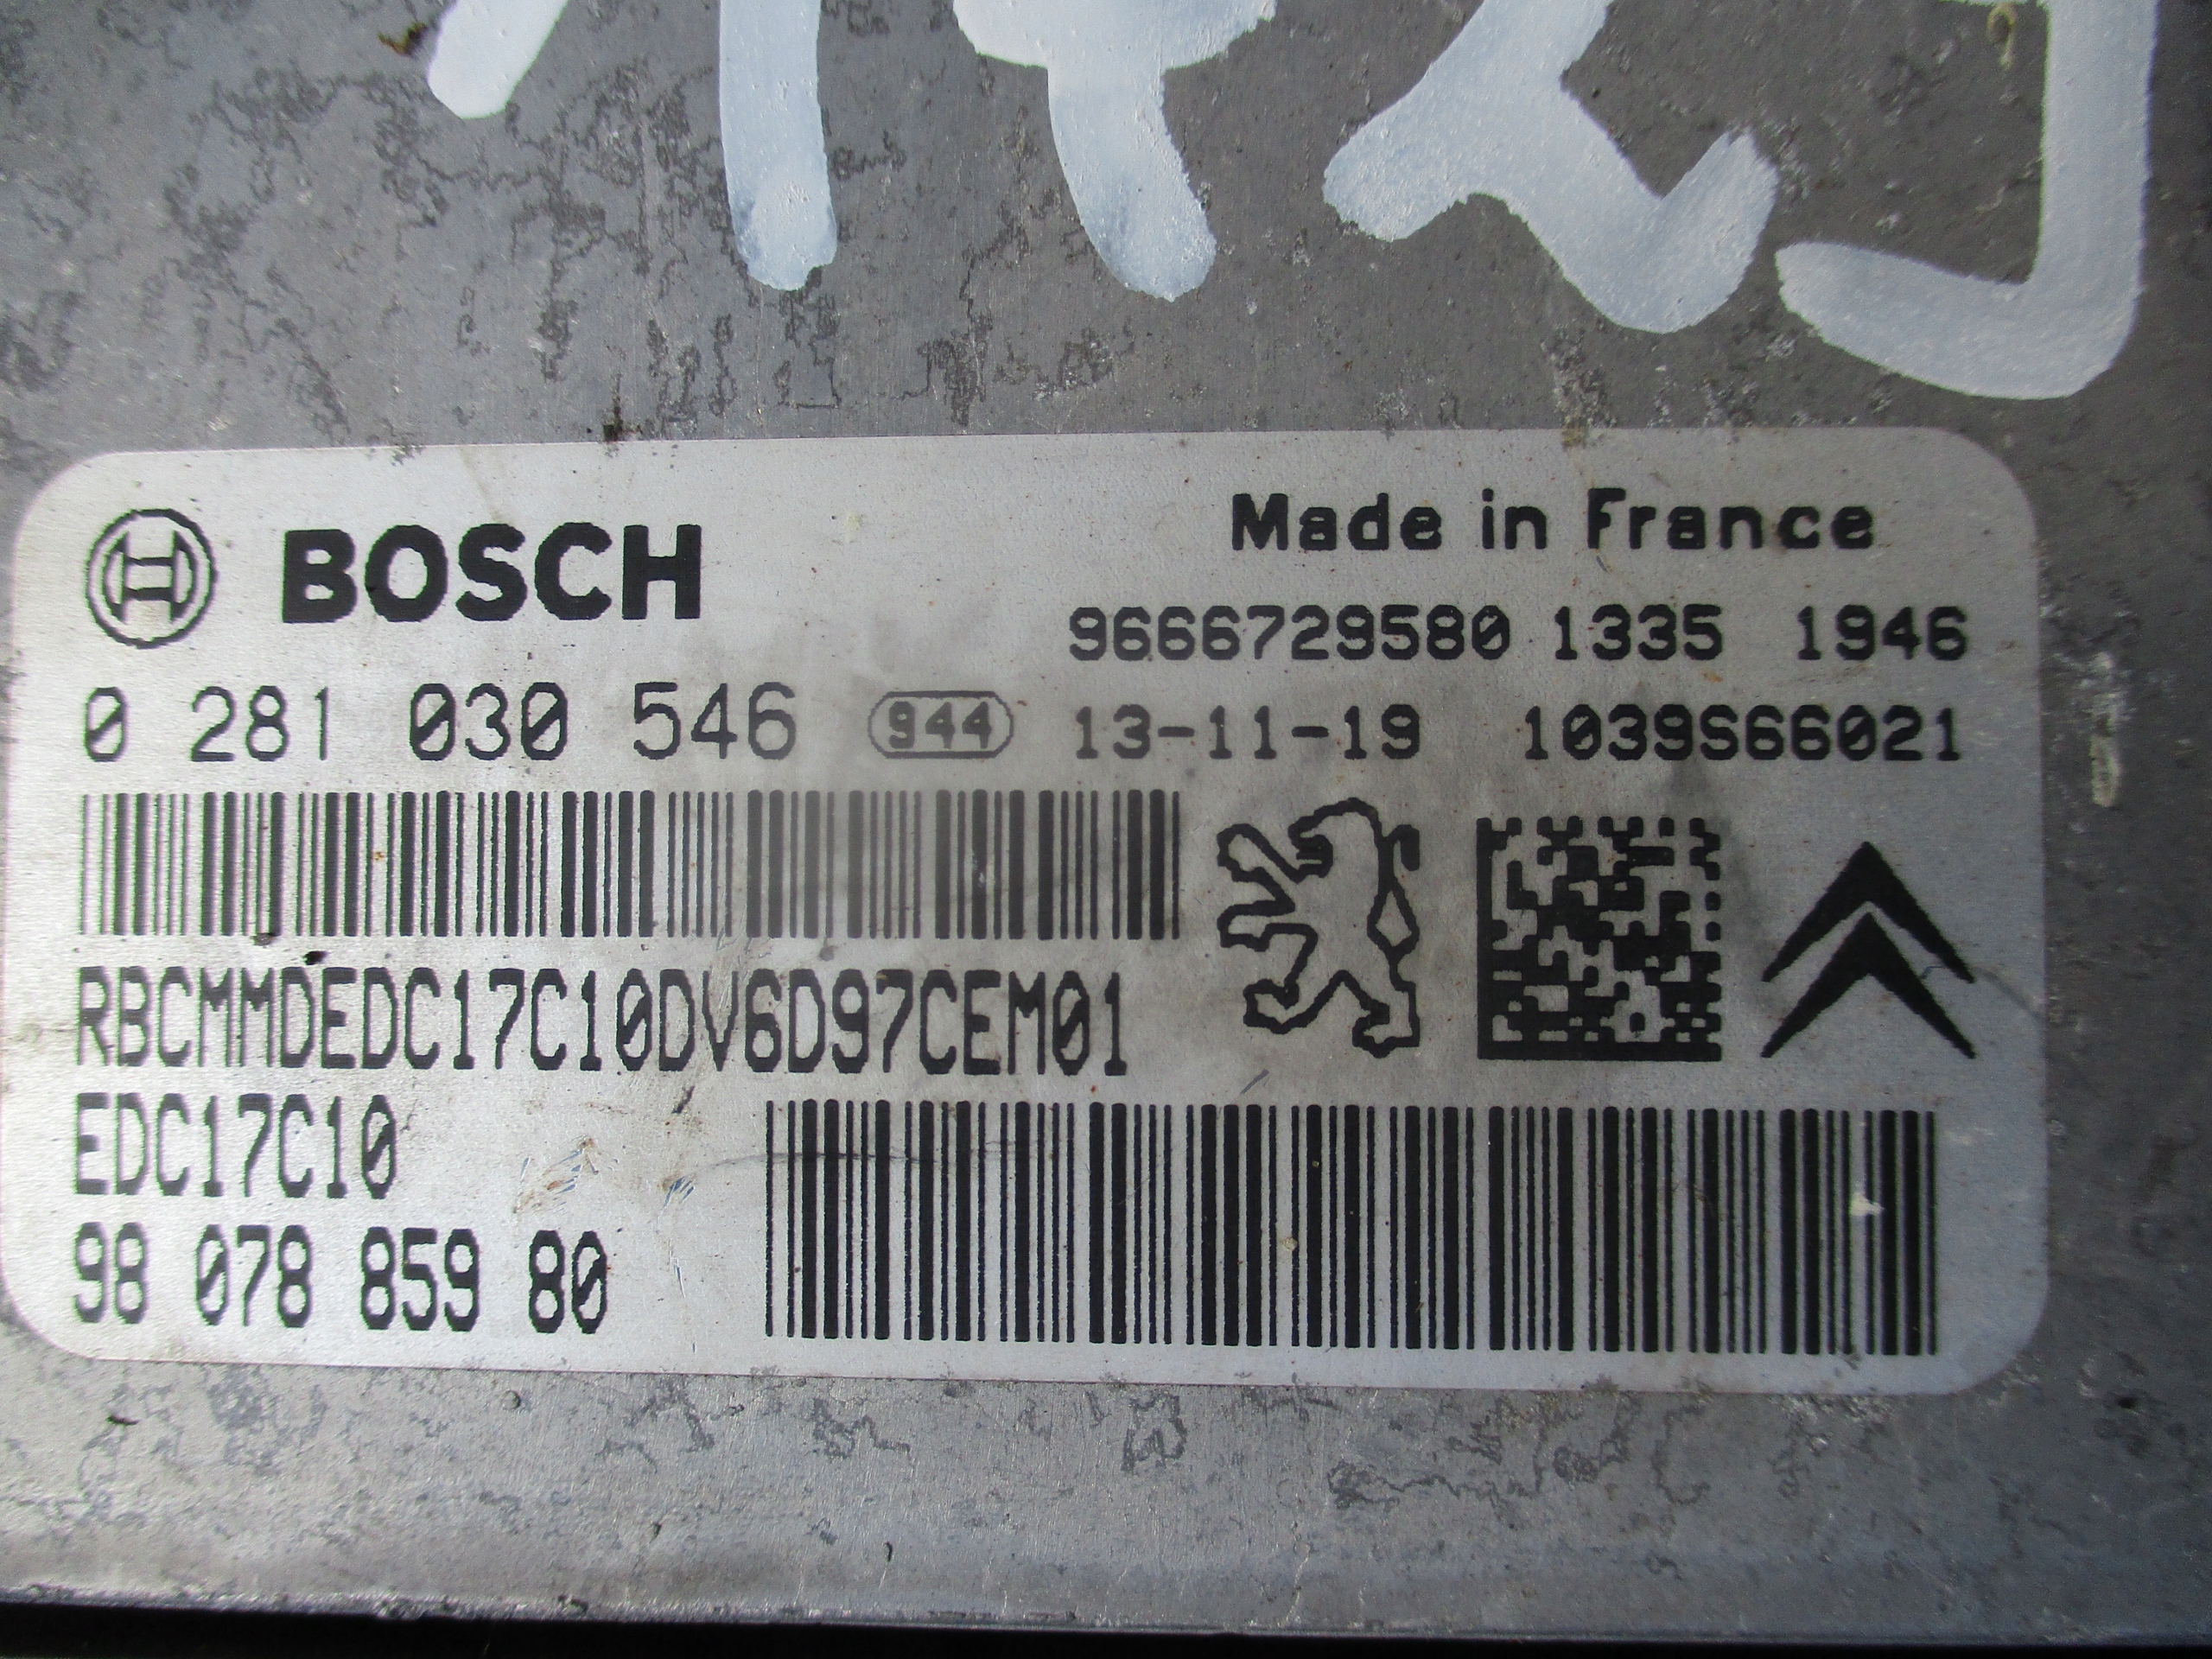 BOSCH
Made in France
9666729580 1335 1946
0 281 030 546 944 13-11-19 1039S66021
RBCMMDEDC17C10DV6D97CEM01
EDC17C10
98 078 859 80